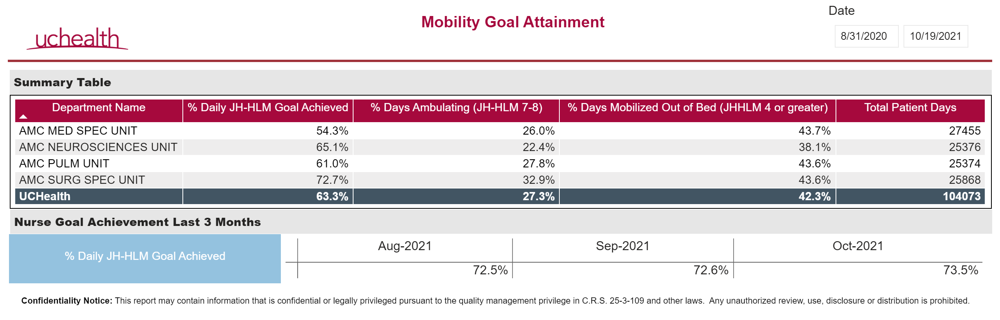 uchealth
Mobility Goal Attainment
Date
8/31/2020 10/19/2021
Summary Table
Department Name % Daily JH-HLM Goal Achieved % Days Ambulating (JH-HLM 7-8) % Days Mobilized Out of Bed (JHHLM 4 or greater) Total Patient Days
AMC MED SPEC UNIT 54.3% 26.0% 43.7% 27455
AMC NEUROSCIENCES UNIT 65.1% 22.4% 38.1% 25376
AMC PULM UNIT 61.0% 27.8% 43.6% 25374
AMC SURG SPEC UNIT 72.7% 32.9% 43.6% 25868
UCHealth 63.3% 27.3% 42.3% 104073
Nurse Goal Achievement Last 3 Months
Aug-2021 Sep-2021 Oct-2021
% Daily JH-HLM Goal Achieved
72.5% 72.6% 73.5%
Confidentiality Notice: This report may contain information that is confidential or legally privileged pursuant to the quality management privilege in C.R.S. 25-3-109 and other laws.  Any unauthorized review, use, disclosure or distribution is prohibited.